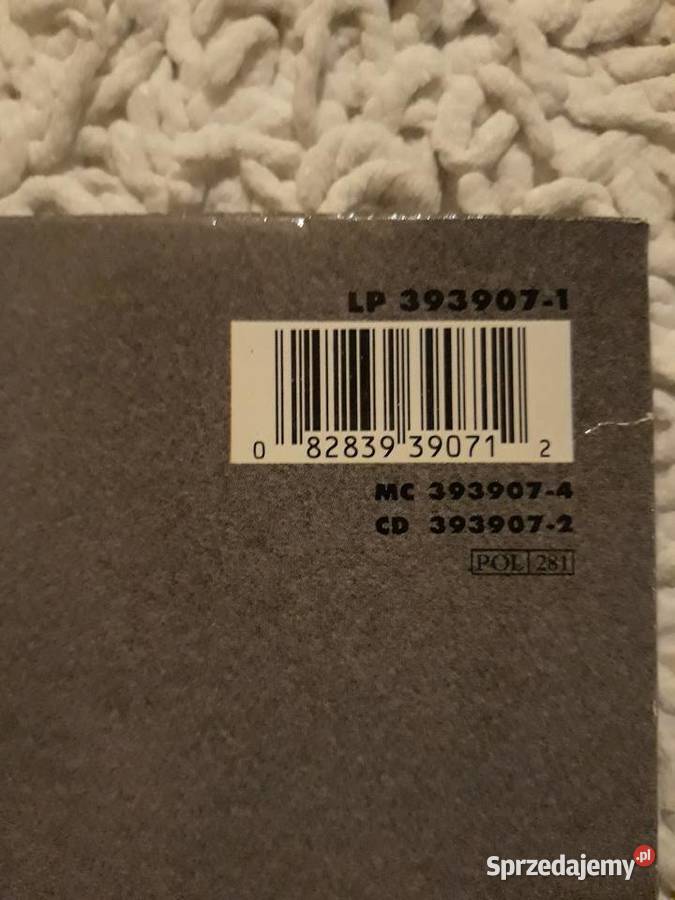 LP 393907-1
0 82839 39071 2
MC 393907-4
CD 393907-2
POL 281
Sprzedajemy.pl